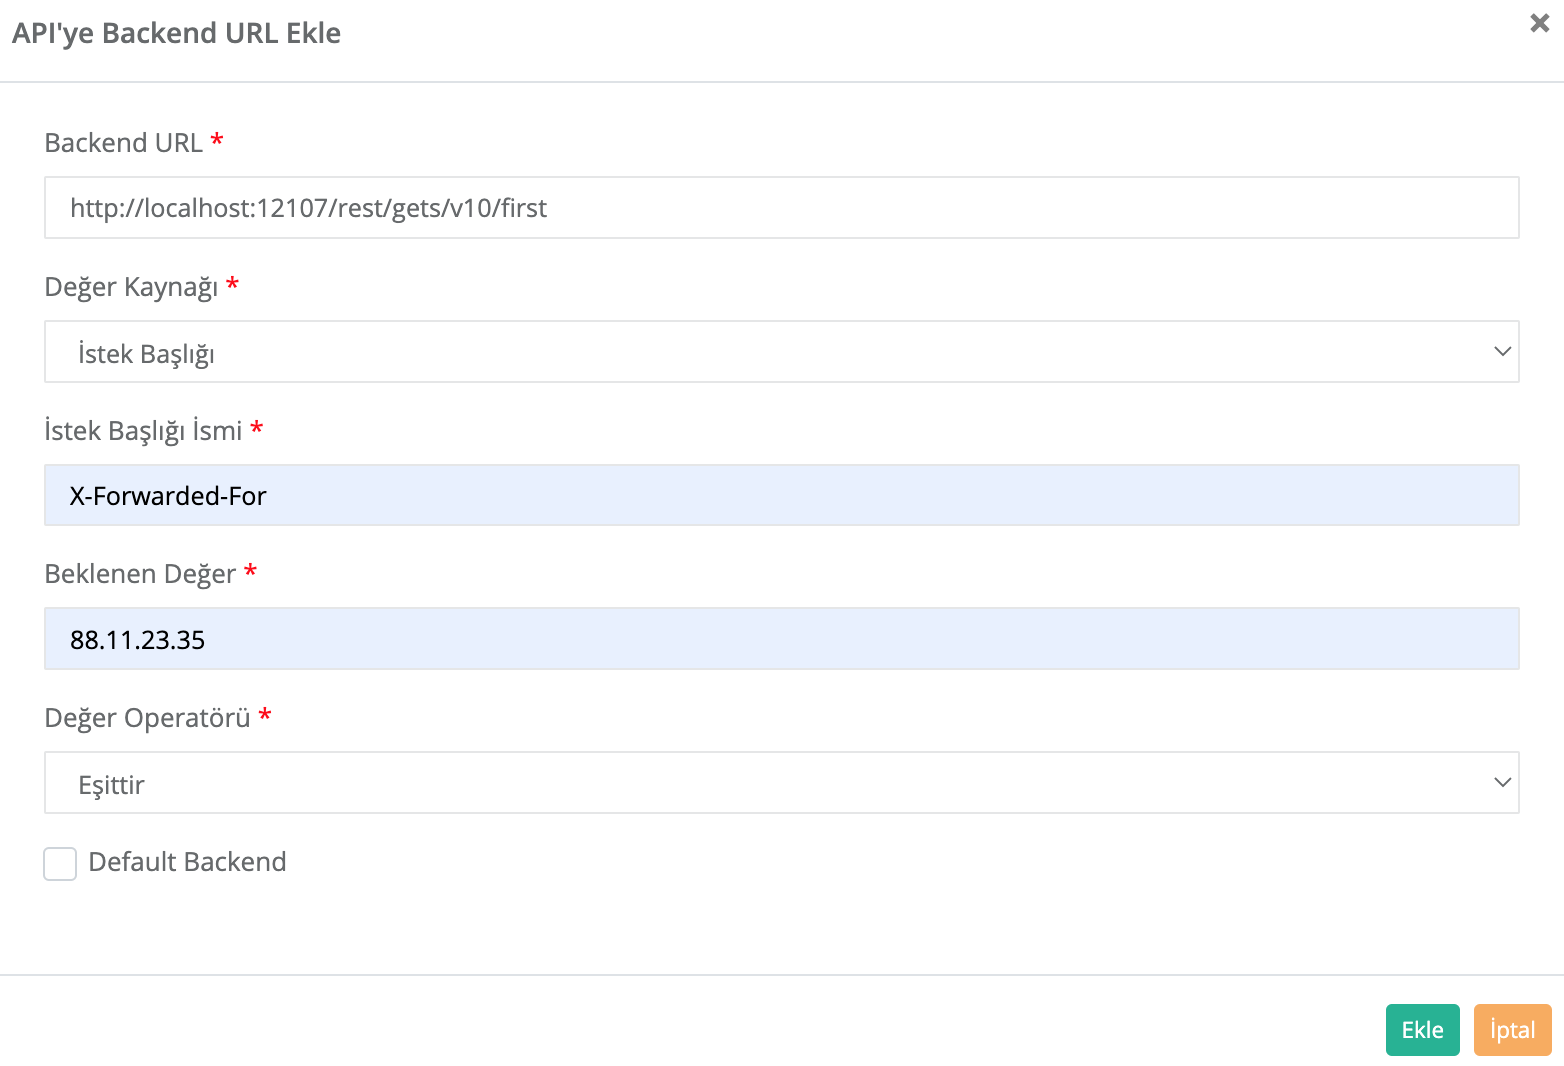 API'ye Backend URL Ekle
Backend URL *
http://localhost:12107/rest/gets/v10/first
Değer Kaynağı *
İstek Başlığı
İstek Başlığı İsmi *
X-Forwarded-For
Beklenen Değer *
88.11.23.35
Değer Operatörü *
Eşittir
Default Backend
Ekle İptal